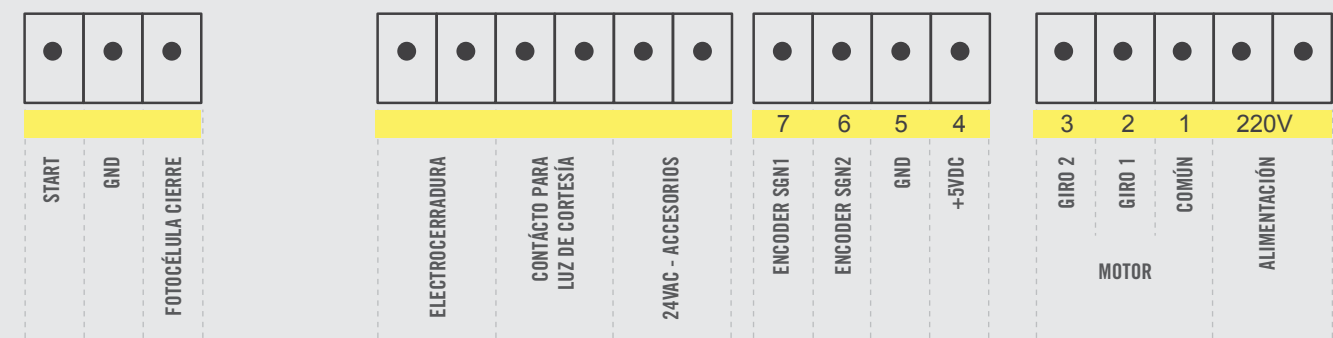 7 6 5 4 3 2 1 220V
START
GND
FOTOCÉLULA CIERRE
ELECTROCERRADURA
CONTÁCTO PARA
LUZ DE CORTESÍA
24VAC - ACCESORIOS
ENCODER SGN1
ENCODER SGN2
GND
+5VDC
GIRO 2
GIRO 1
COMÚN
MOTOR
ALIMENTACIÓN